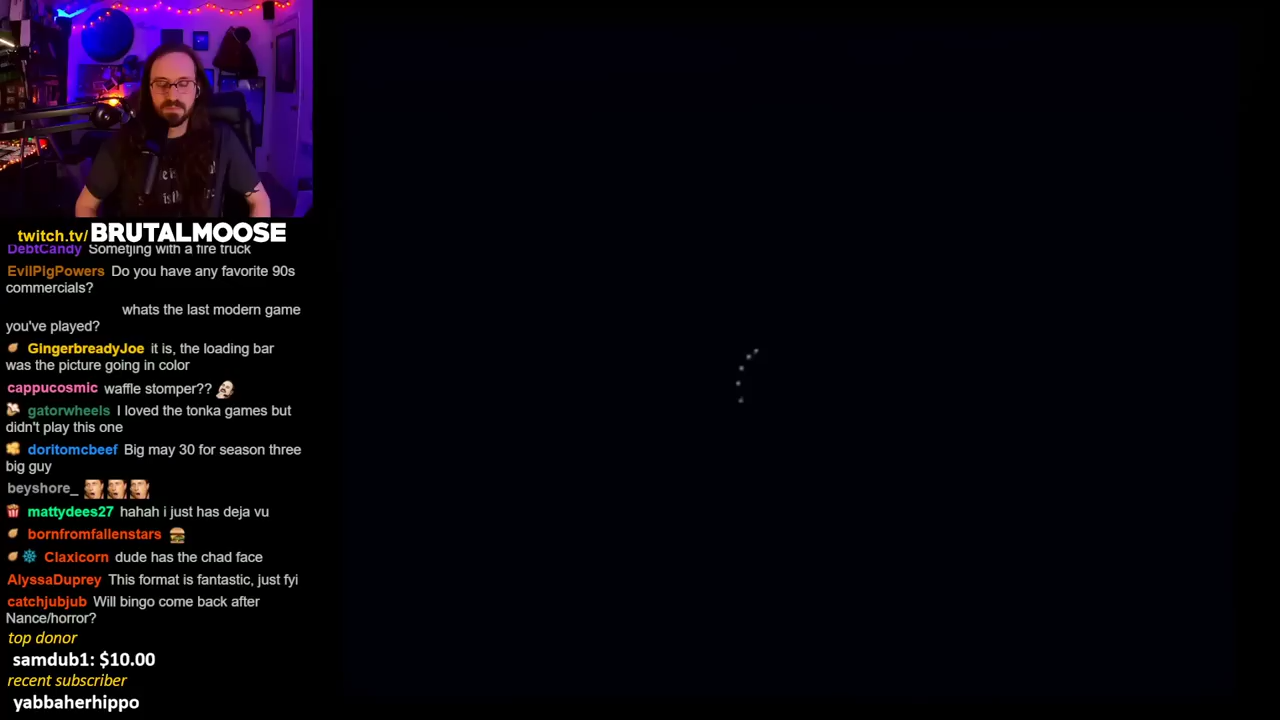 twitch.tv/BRUTALMOOSE
DebtCandy Sometjing with a fire truck
EvilPigPowers Do you have any favorite 90s
commercials?
whats the last modern game
you've played?
GingerbreadyJoe it is, the loading bar
was the picture going in color
cappucosmic waffle stomper??
gatorwheels I loved the tonka games but
didn't play this one
doritomcbeef Big may 30 for season three
big guy
beyshore_
mattydees27 hahah i just has deja vu
bornfromfallenstars
Claxicorn dude has the chad face
AlyssaDuprey This format is fantastic, just fyi
catchjubjub Will bingo come back after
Nance/horror?
top donor
samdub1: $10.00
recent subscriber
yabbaherhippo